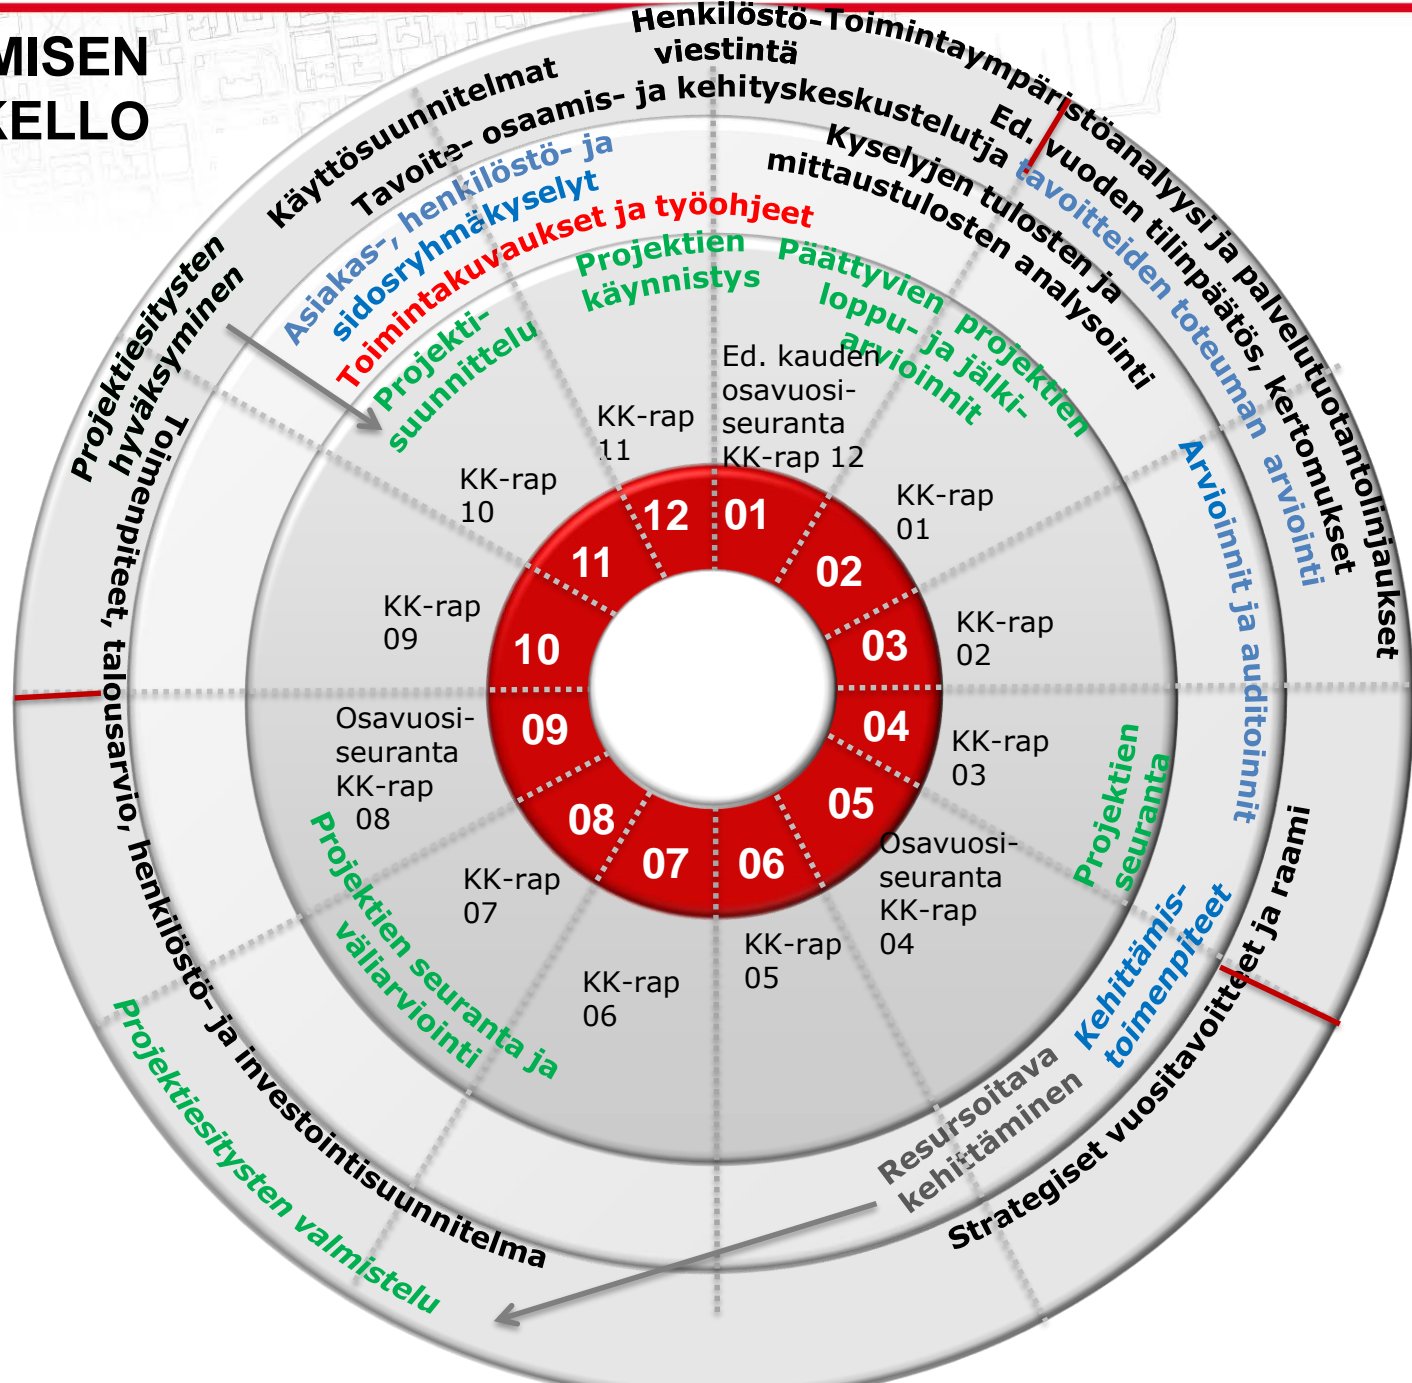 MISEN
KELLO
Henkilöstö-
viestintä
Toimintaympäristöanalyysi ja palvelutuotantolinjaukset
Ed. vuoden tilinpäätös, kertomukset
tavoitteiden toteuman arviointi
Käyttösuunnitelmat
Tavoite- osaamis- ja kehityskeskustelut
ja
Kyselyjen tulosten ja
mittaustulosten analysointi
Asiakas-, henkilöstö- ja
sidosryhmäkyselyt
Toimintakuvaukset ja työohjeet
Projektiesitysten
hyväksyminen
Projekti-
suunnittelu
Projektien
käynnistys
Päättyvien projektien
loppu- ja jälki-
arvioinnit
Arvioinnit ja auditoinnit
Projektien
seuranta
Kehittämis-
toimenpiteet
Strategiset vuositavoitteet ja raami
Resursoitava
kehittäminen
Toimenpiteet, talousarvio, henkilöstö- ja investointisuunnitelma
Projektien seuranta ja
väliarviointi
Projektiesitysten valmistelu
Ed. kauden
osavuosi-
seuranta
KK-rap 12
KK-rap
01
KK-rap
02
KK-rap
03
Osavuosi-
seuranta
KK-rap
04
KK-rap
05
KK-rap
06
KK-rap
07
Osavuosi-
seuranta
KK-rap
08
KK-rap
09
KK-rap
10
KK-rap
11
01
02
03
04
05
06
07
08
09
10
11
12